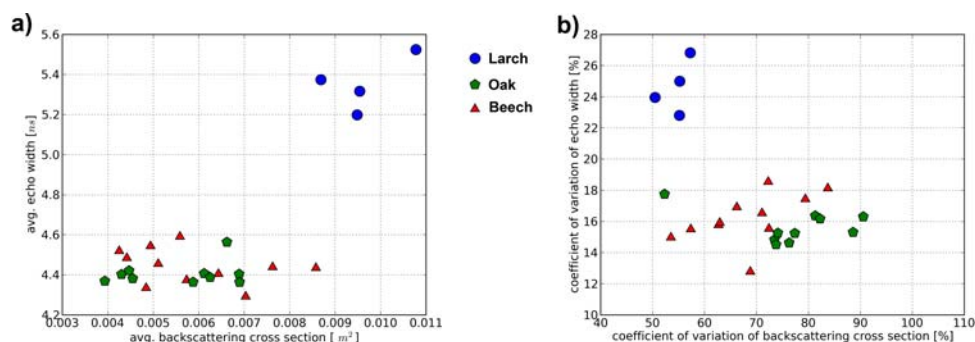 a)
5.6
5.4
5.2
5.0
4.8
4.6
4.4
4.2
avg. echo width [ns]
0.003 0.004 0.005 0.006 0.007 0.008 0.009 0.010 0.011
avg. backscattering cross section [ m² ]
Larch
Oak
Beech
b)
28
26
24
22
20
18
16
14
12
10
coefficient of variation of echo width [%]
40 50 60 70 80 90 100 110
coefficient of variation of backscattering cross section [%]